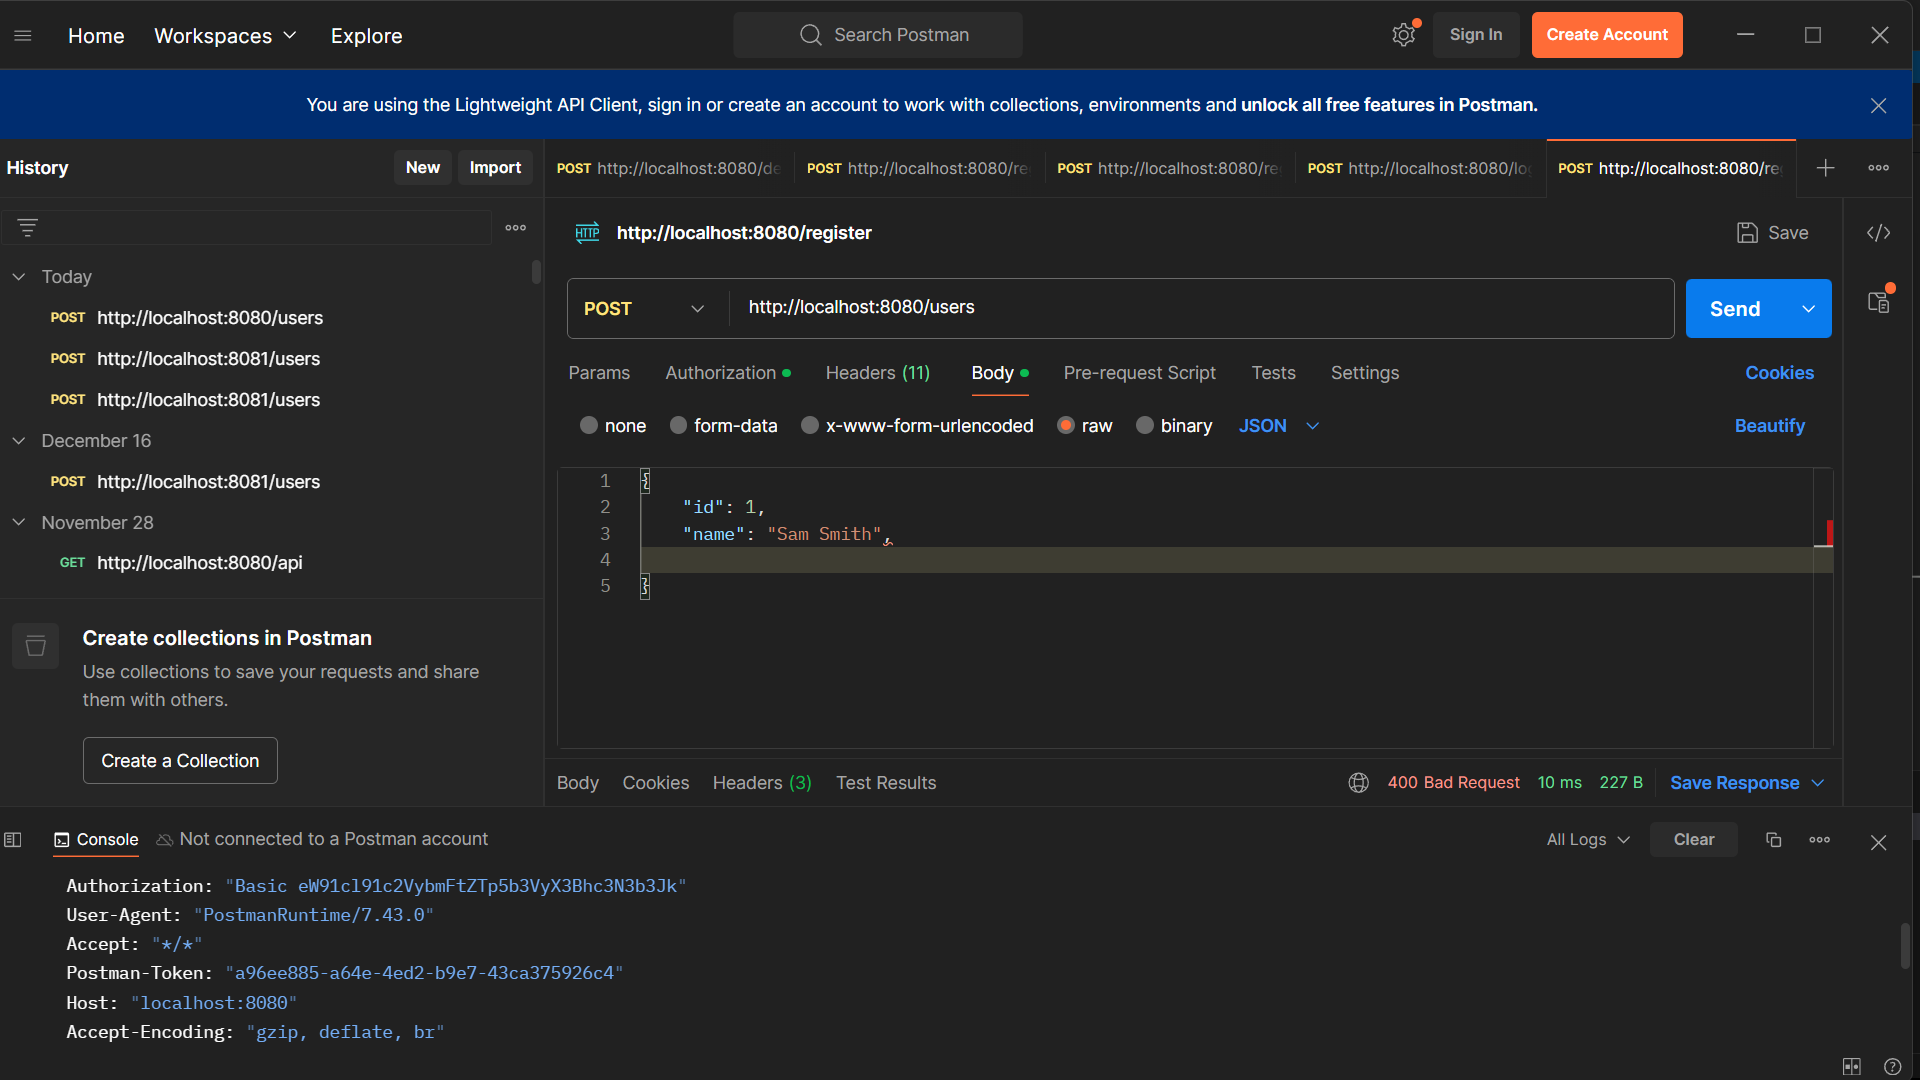 Home Workspaces Explore Search Postman Sign In Create Account
You are using the Lightweight API Client, sign in or create an account to work with collections, environments and unlock all free features in Postman.
History New Import
POST http://localhost:8080/de POST http://localhost:8080/re POST http://localhost:8080/re POST http://localhost:8080/lo POST http://localhost:8080/re
HTTP http://localhost:8080/register Save
Today
POST http://localhost:8080/users
POST http://localhost:8081/users
POST http://localhost:8081/users
December 16
POST http://localhost:8081/users
November 28
GET http://localhost:8080/api
Create collections in Postman
Use collections to save your requests and share
them with others.
Create a Collection
POST http://localhost:8080/users Send
Params Authorization Headers (11) Body Pre-request Script Tests Settings Cookies
none form-data x-www-form-urlencoded raw binary JSON Beautify
1 {
2 "id": 1,
3 "name": "Sam Smith",
4
5 }
Body Cookies Headers (3) Test Results 400 Bad Request 10 ms 227 B Save Response
Console Not connected to a Postman account All Logs Clear
Authorization: "Basic eW91cl91c2VybmFtZTp5b3VyX3Bhc3N3b3Jk"
User-Agent: "PostmanRuntime/7.43.0"
Accept: "*/*"
Postman-Token: "a96ee885-a64e-4ed2-b9e7-43ca375926c4"
Host: "localhost:8080"
Accept-Encoding: "gzip, deflate, br"